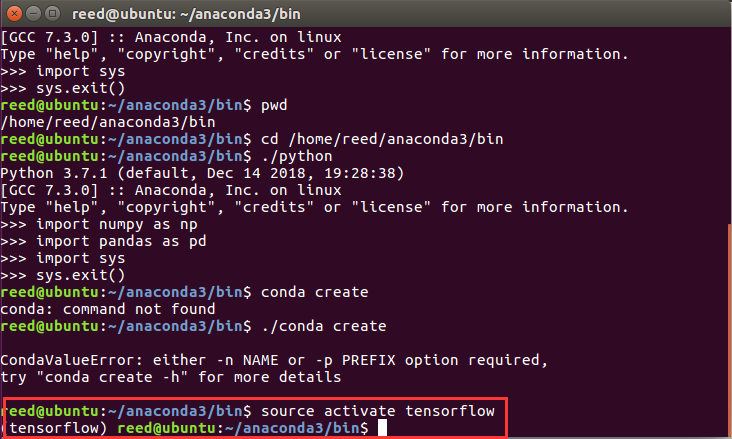 reed@ubuntu: ~/anaconda3/bin
[GCC 7.3.0] :: Anaconda, Inc. on linux
Type "help", "copyright", "credits" or "license" for more information.
>>> import sys
>>> sys.exit()
reed@ubuntu:~/anaconda3/bin$ pwd
/home/reed/anaconda3/bin
reed@ubuntu:~/anaconda3/bin$ cd /home/reed/anaconda3/bin
reed@ubuntu:~/anaconda3/bin$ ./python
Python 3.7.1 (default, Dec 14 2018, 19:28:38)
[GCC 7.3.0] :: Anaconda, Inc. on linux
Type "help", "copyright", "credits" or "license" for more information.
>>> import numpy as np
>>> import pandas as pd
>>> import sys
>>> sys.exit()
reed@ubuntu:~/anaconda3/bin$ conda create
conda: command not found
reed@ubuntu:~/anaconda3/bin$ ./conda create
CondaValueError: either -n NAME or -p PREFIX option required,
try "conda create -h" for more details
reed@ubuntu:~/anaconda3/bin$ source activate tensorflow
(tensorflow) reed@ubuntu:~/anaconda3/bin$